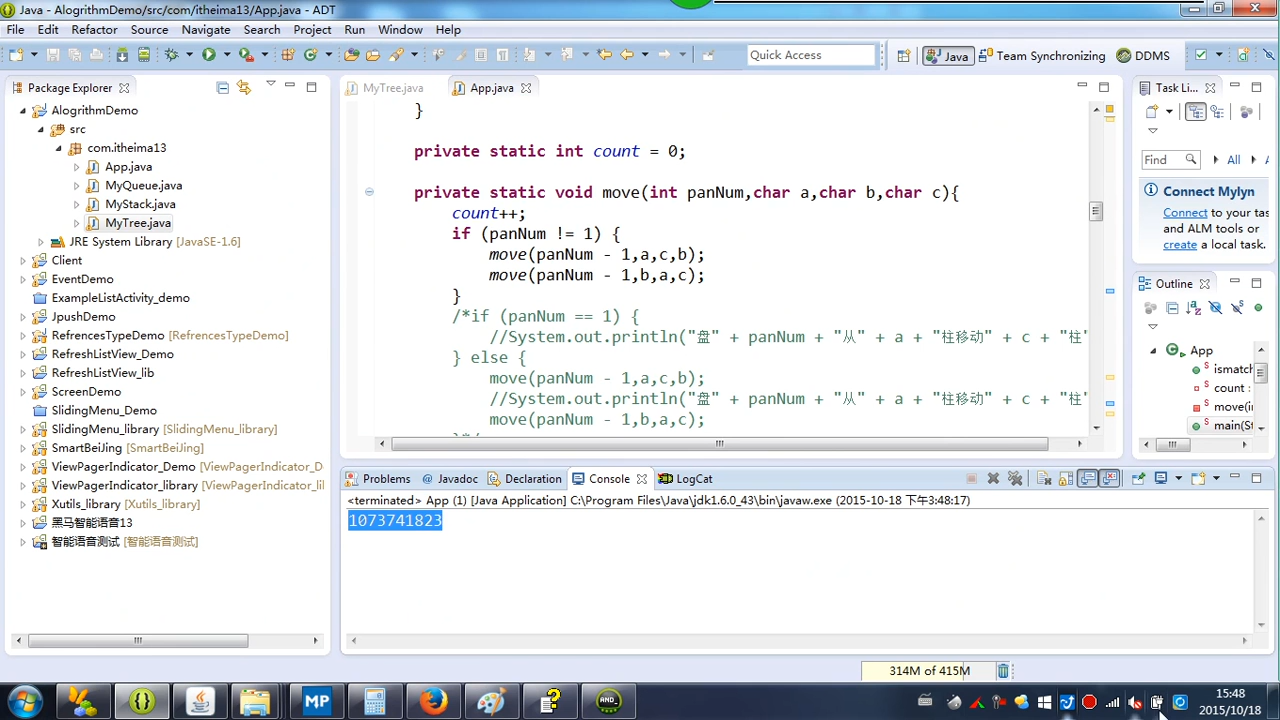 Java - AlogrithmDemo/src/com/itheima13/App.java - ADT
File Edit Refactor Source Navigate Search Project Run Window Help
Quick Access
Java
Team Synchronizing
DDMS
Package Explorer
AlogrithmDemo
src
com.itheima13
App.java
MyQueue.java
MyStack.java
MyTree.java
JRE System Library [JavaSE-1.6]
Client
EventDemo
ExampleListActivity_demo
JpushDemo
RefrencesTypeDemo [RefrencesTypeDemo]
RefreshListView_Demo
RefreshListView_lib
ScreenDemo
SlidingMenu_Demo
SlidingMenu_library [SlidingMenu_library]
SmartBeiJing [SmartBeiJing]
ViewPagerIndicator_Demo [ViewPagerIndicator_D
ViewPagerIndicator_library [ViewPagerIndicator_lib
Xutils_library [Xutils_library]
黑马智能语音13
智能语音测试 [智能语音测试]
MyTree.java
App.java
}
private static int count = 0;
private static void move(int panNum,char a,char b,char c){
count++;
if (panNum != 1) {
move(panNum - 1,a,c,b);
move(panNum - 1,b,a,c);
}
/*if (panNum == 1) {
//System.out.println("盘" + panNum + "从" + a + "柱移动" + c + "柱"
} else {
move(panNum - 1,a,c,b);
//System.out.println("盘" + panNum + "从" + a + "柱移动" + c + "柱"
move(panNum - 1,b,a,c);
}*/
Task Li...
Find
All
Connect Mylyn
Connect to your tas
and ALM tools or
create a local task.
Outline
App
ismatch
count :
move(in
main(St
Problems
Javadoc
Declaration
Console
LogCat
<terminated> App (1) [Java Application] C:\Program Files\Java\jdk1.6.0_43\bin\javaw.exe (2015-10-18 下午3:48:17)
1073741823
314M of 415M
MP
15:48
2015/10/18